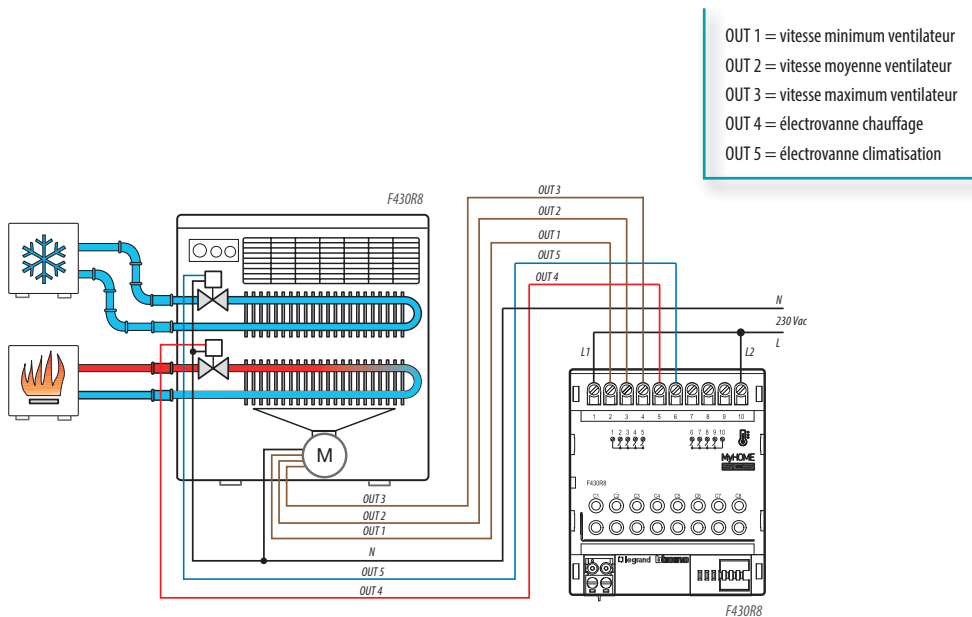 OUT 1 = vitesse minimum ventilateur
OUT 2 = vitesse moyenne ventilateur
OUT 3 = vitesse maximum ventilateur
OUT 4 = électrovanne chauffage
OUT 5 = électrovanne climatisation
F430R8
OUT 3
OUT 2
OUT 1
OUT 5
OUT 4
N
230 Vac
L
L1
L2
1 2 3 4 5 6 7 8 9 10
1 2 3 4 5 6 7 8 9 10
MyHOME
SCS
F430R8
C1 C2 C3 C4 C5 C6 C7 C8
M
OUT 3
OUT 2
OUT 1
N
OUT 5
OUT 4
legrand bticino
F430R8